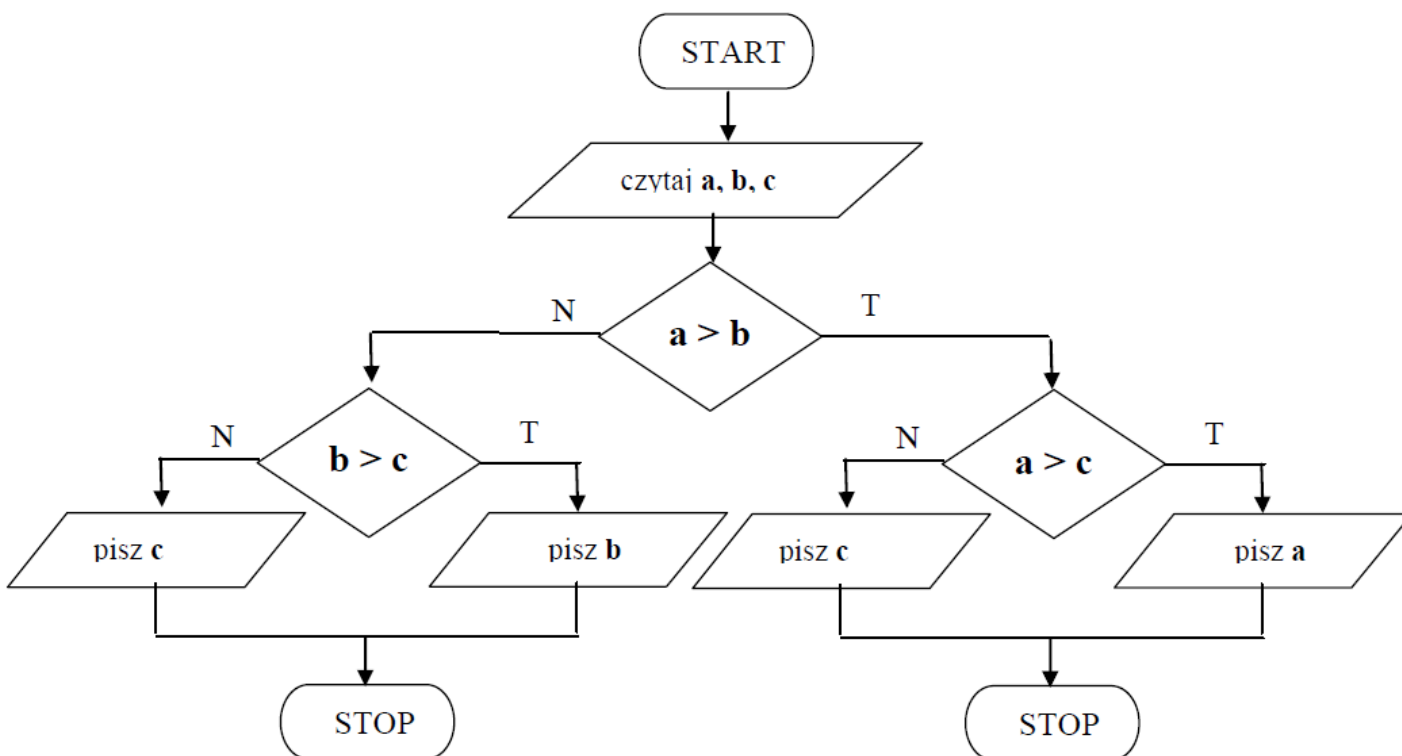 START
czytaj a, b, c
N
a > b
T
N
b > c
T
N
a > c
T
pisz c
pisz b
pisz c
pisz a
STOP
STOP